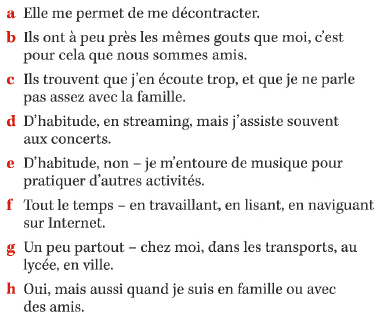 a Elle me permet de me décontracter.
b Ils ont à peu près les mêmes gouts que moi, c'est
pour cela que nous sommes amis.
c Ils trouvent que j'en écoute trop, et que je ne parle
pas assez avec la famille.
d D'habitude, en streaming, mais j'assiste souvent
aux concerts.
e D'habitude, non – je m'entoure de musique pour
pratiquer d'autres activités.
f Tout le temps – en travaillant, en lisant, en naviguant
sur Internet.
g Un peu partout – chez moi, dans les transports, au
lycée, en ville.
h Oui, mais aussi quand je suis en famille ou avec
des amis.